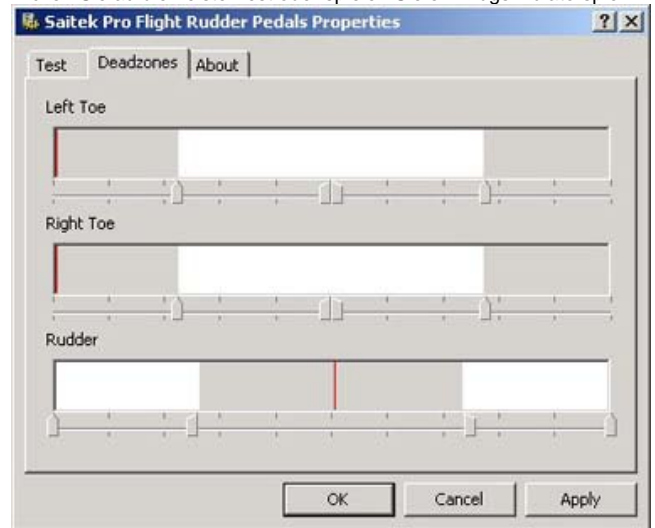 Saitek Pro Flight Rudder Pedals Properties
Test Deadzones About
Left Toe
Right Toe
Rudder
OK Cancel Apply